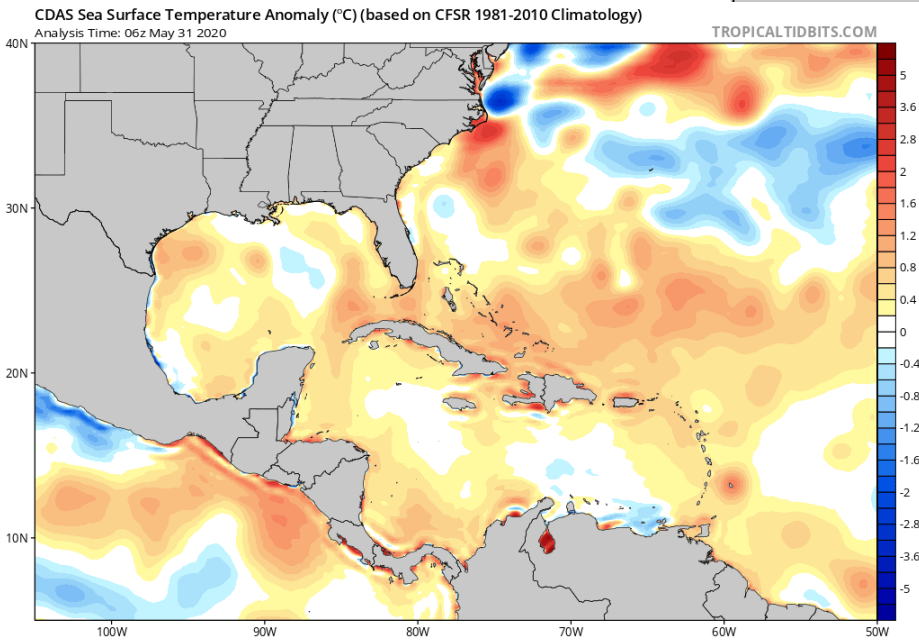 CDAS Sea Surface Temperature Anomaly (°C) (based on CFSR 1981-2010 Climatology)
Analysis Time: 06z May 31 2020
TROPICALTIDBITS.COM
40N
30N
20N
10N
100W
90W
80W
70W
60W
50W
5
3.6
2.8
2
1.6
1.2
0.8
0.4
0
-0.4
-0.8
-1.2
-1.6
-2
-2.8
-3.6
-5